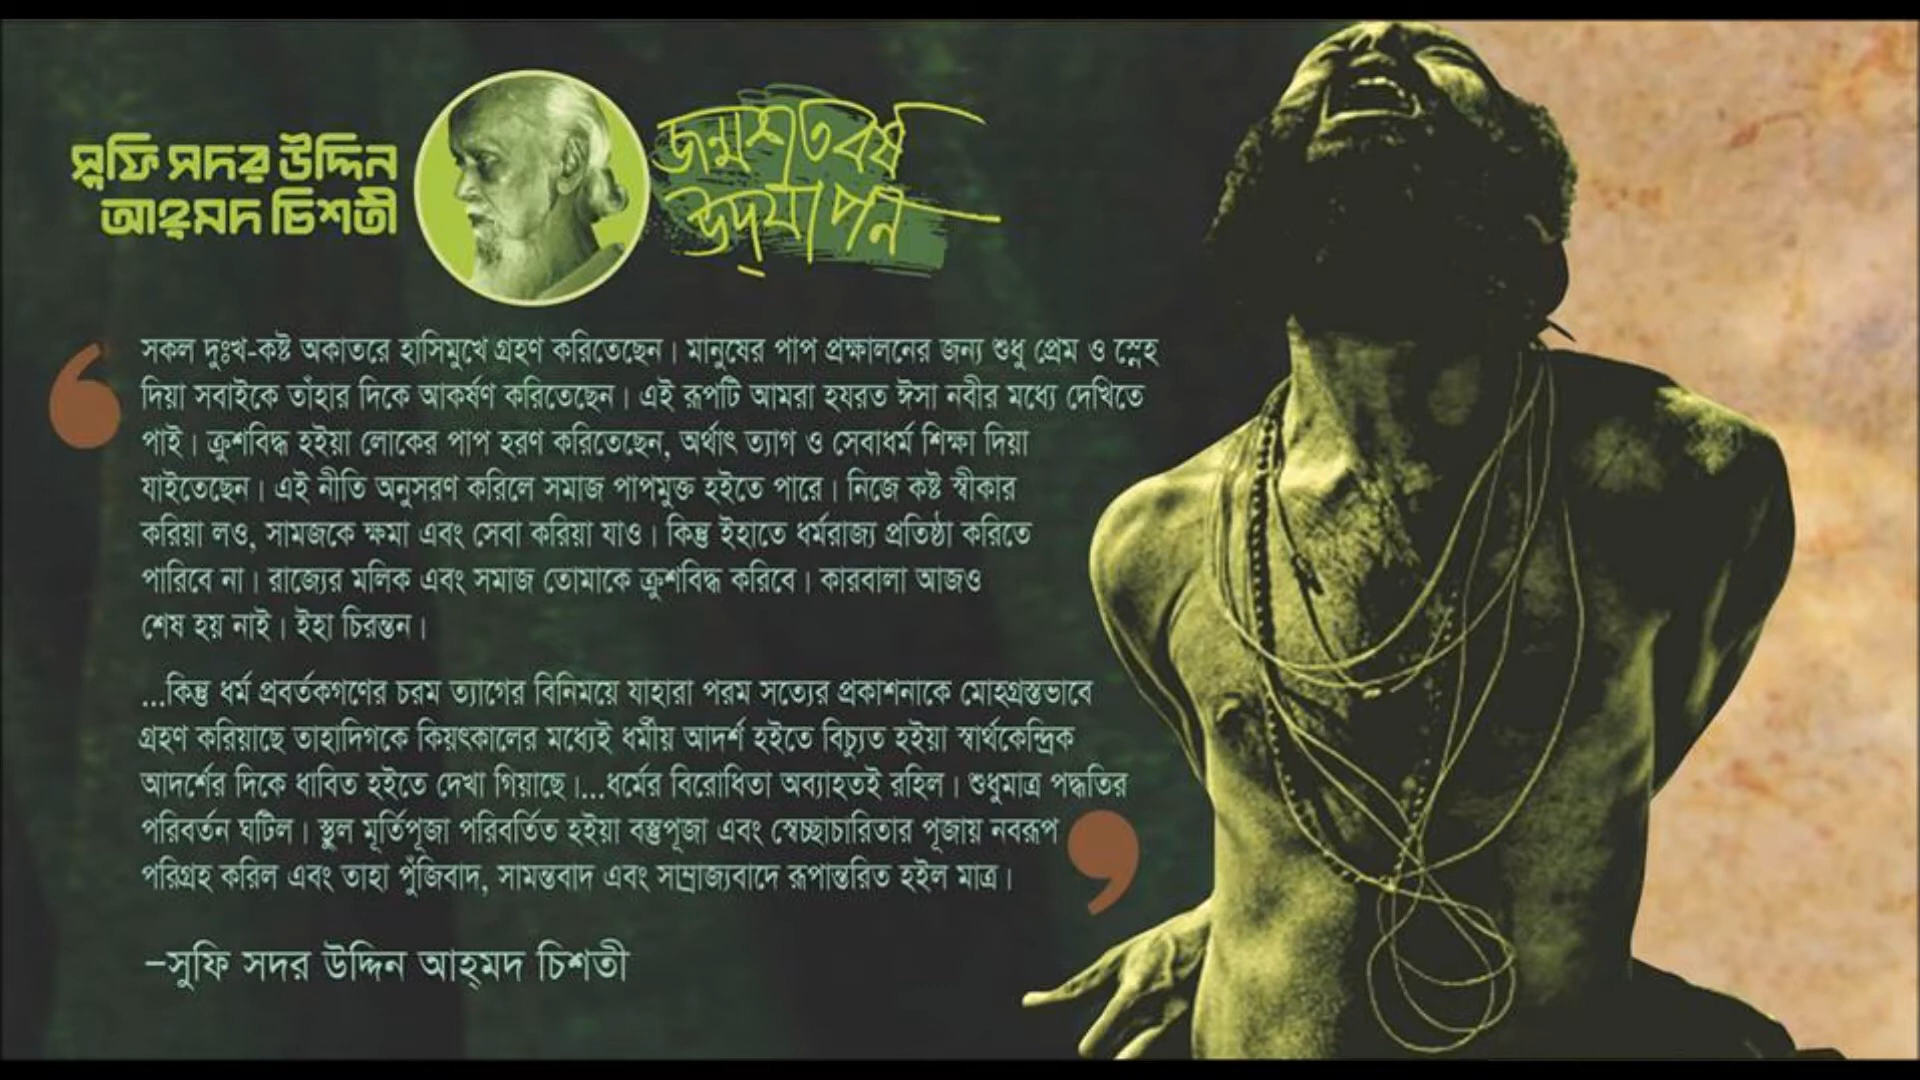 সুফি সদর উদ্দিন
আহ্‌মদ চিশতী
জন্মশতবর্ষ
উদ্‌যাপন
সকল দুঃখ-কষ্ট অকাতরে হাসিমুখে গ্রহণ করিতেছেন। মানুষের পাপ প্রক্ষালনের জন্য শুধু প্রেম ও স্নেহ
দিয়া সবাইকে তাঁহার দিকে আকর্ষণ করিতেছেন। এই রূপটি আমরা হযরত ঈসা নবীর মধ্যে দেখিতে
পাই। ক্রুশবিদ্ধ হইয়া লোকের পাপ হরণ করিতেছেন, অর্থাৎ ত্যাগ ও সেবাধর্ম শিক্ষা দিয়া
যাইতেছেন। এই নীতি অনুসরণ করিলে সমাজ পাপমুক্ত হইতে পারে। নিজে কষ্ট স্বীকার
করিয়া লও, সামজকে ক্ষমা এবং সেবা করিয়া যাও। কিন্তু ইহাতে ধর্মরাজ্য প্রতিষ্ঠা করিতে
পারিবে না। রাজ্যের মলিক এবং সমাজ তোমাকে ক্রুশবিদ্ধ করিবে। কারবালা আজও
শেষ হয় নাই। ইহা চিরন্তন।
...কিন্তু ধর্ম প্রবর্তকগণের চরম ত্যাগের বিনিময়ে যাহারা পরম সত্যের প্রকাশনাকে মোহগ্রস্তভাবে
গ্রহণ করিয়াছে তাহাদিগকে কিয়ৎকালের মধ্যেই ধর্মীয় আদর্শ হইতে বিচ্যুত হইয়া স্বার্থকেন্দ্রিক
আদর্শের দিকে ধাবিত হইতে দেখা গিয়াছে।...ধর্মের বিরোধিতা অব্যাহতই রহিল। শুধুমাত্র পদ্ধতির
পরিবর্তন ঘটিল। স্থুল মূর্তিপূজা পরিবর্তিত হইয়া বস্তুপূজা এবং স্বেচ্ছাচারিতার পূজায় নবরূপ
পরিগ্রহ করিল এবং তাহা পুঁজিবাদ, সামন্তবাদ এবং সাম্রাজ্যবাদে রূপান্তরিত হইল মাত্র।
–সুফি সদর উদ্দিন আহ্‌মদ চিশতী